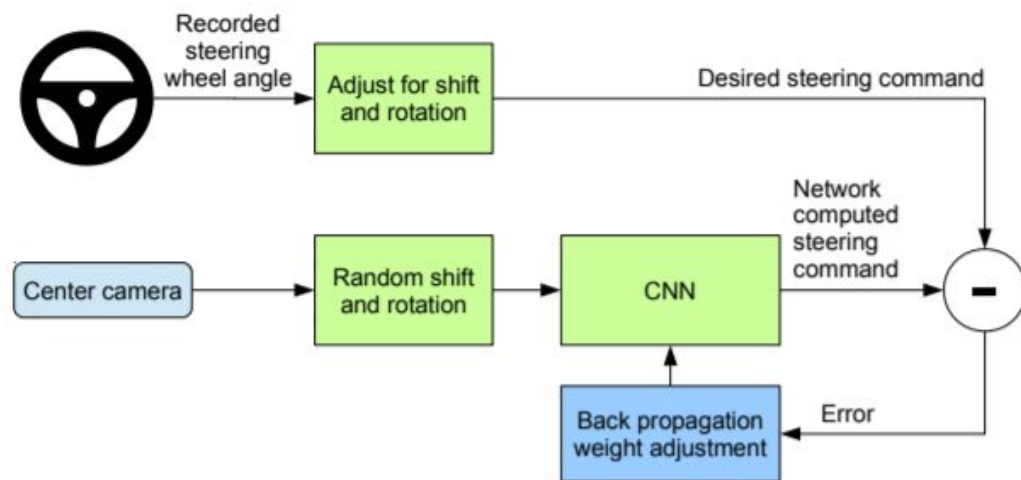 Recorded
steering
wheel angle
Adjust for shift
and rotation
Desired steering command
Network
computed
steering
command
Center camera
Random shift
and rotation
CNN
-
Back propagation
weight adjustment
Error